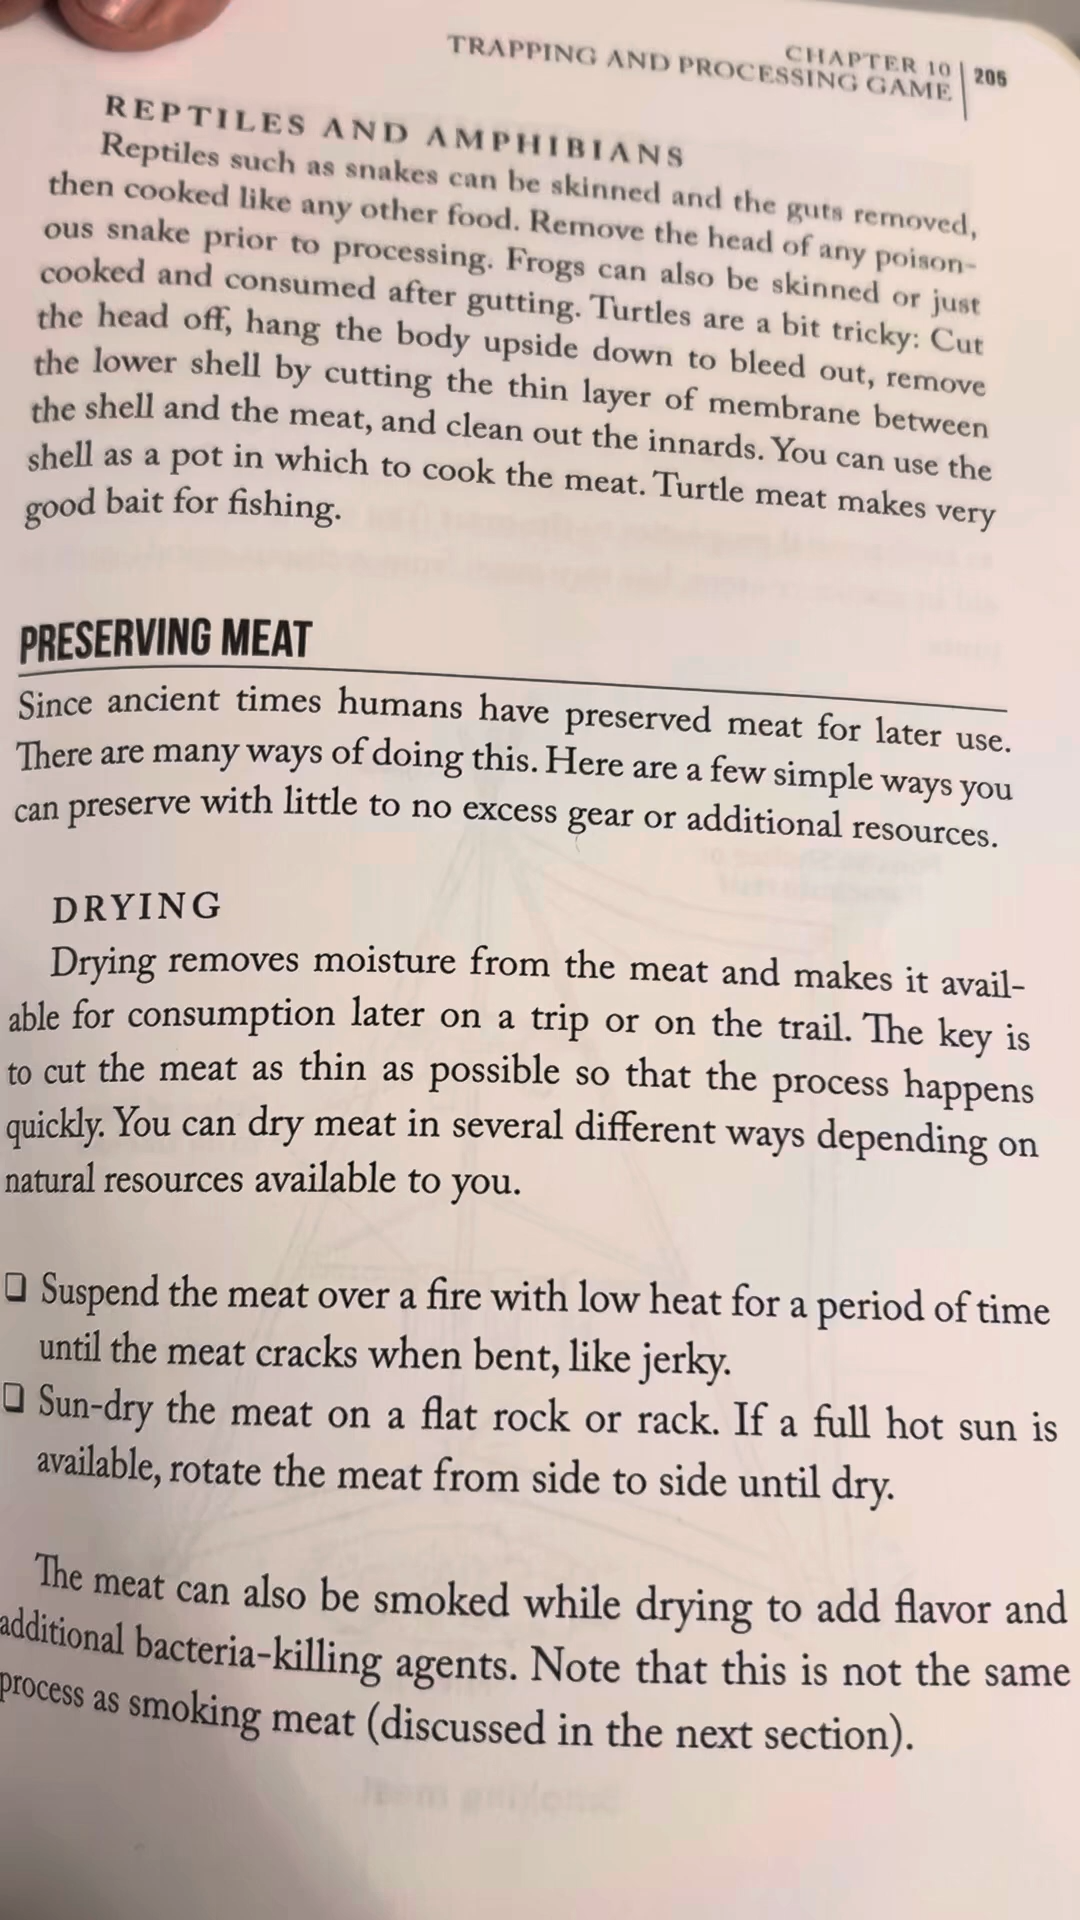 CHAPTER 10 | 205
TRAPPING AND PROCESSING GAME
REPTILES AND AMPHIBIANS
Reptiles such as snakes can be skinned and the guts removed,
then cooked like any other food. Remove the head of any poison-
ous snake prior to processing. Frogs can also be skinned or just
cooked and consumed after gutting. Turtles are a bit tricky: Cut
the head off, hang the body upside down to bleed out, remove
the lower shell by cutting the thin layer of membrane between
the shell and the meat, and clean out the innards. You can use the
shell as a pot in which to cook the meat. Turtle meat makes very
good bait for fishing.
PRESERVING MEAT
Since ancient times humans have preserved meat for later use.
There are many ways of doing this. Here are a few simple ways you
can preserve with little to no excess gear or additional resources.
DRYING
Drying removes moisture from the meat and makes it avail-
able for consumption later on a trip or on the trail. The key is
to cut the meat as thin as possible so that the process happens
quickly. You can dry meat in several different ways depending on
natural resources available to you.
❑ Suspend the meat over a fire with low heat for a period of time
until the meat cracks when bent, like jerky.
❑ Sun-dry the meat on a flat rock or rack. If a full hot sun is
available, rotate the meat from side to side until dry.
The meat can also be smoked while drying to add flavor and
additional bacteria-killing agents. Note that this is not the same
process as smoking meat (discussed in the next section).